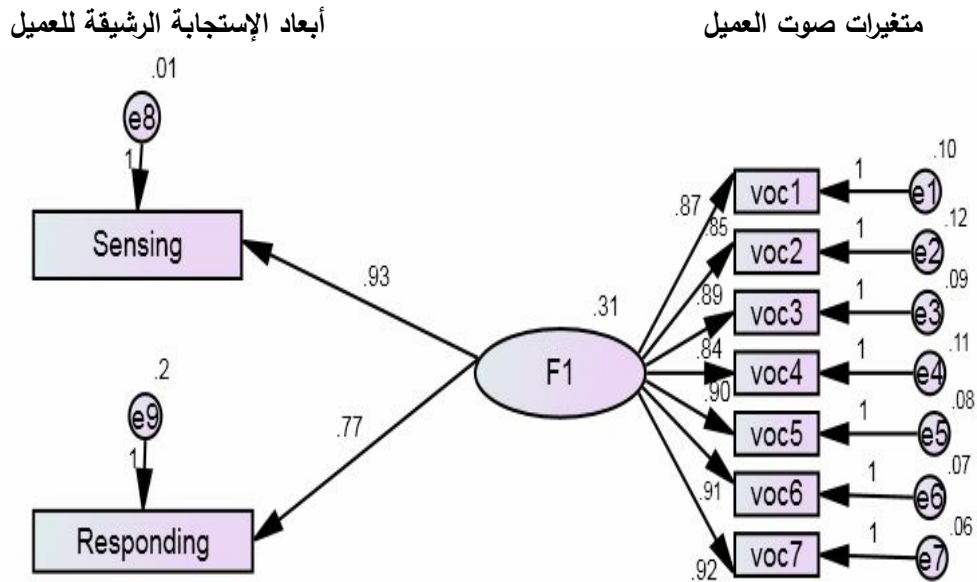 متغيرات صوت العميل
أبعاد الإستجابة الرشيقة للعميل
.01
e8
1
Sensing
.93
.2
e9
1
Responding
.77
.31
F1
.87
voc1
1
e1
.10
.85
voc2
1
e2
.12
.89
voc3
1
e3
.09
.84
voc4
1
e4
.11
.90
voc5
1
e5
.08
.91
voc6
1
e6
.07
.92
voc7
1
e7
.06